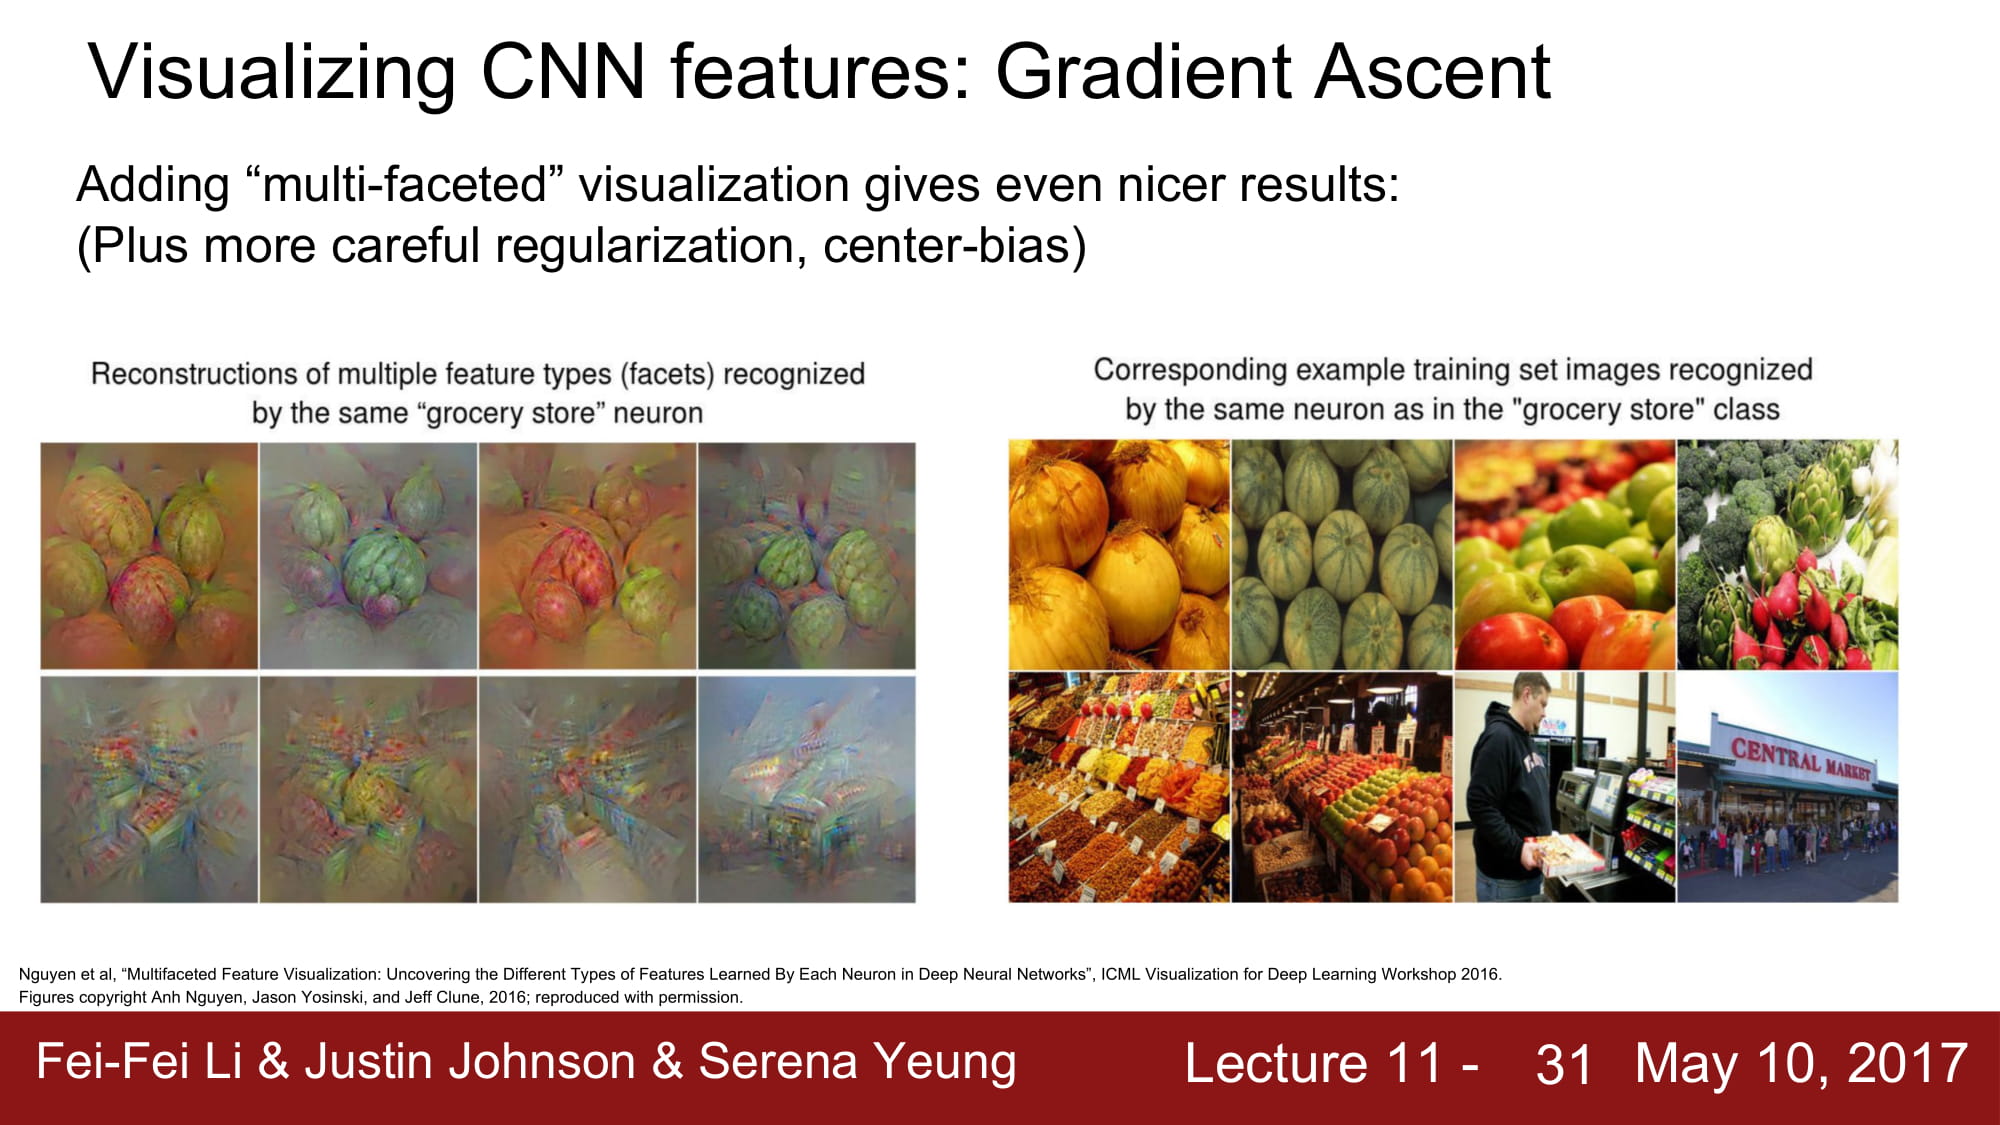 Visualizing CNN features: Gradient Ascent
Adding “multi-faceted” visualization gives even nicer results:
(Plus more careful regularization, center-bias)
Reconstructions of multiple feature types (facets) recognized
by the same “grocery store” neuron
Corresponding example training set images recognized
by the same neuron as in the "grocery store" class
CENTRAL MARKET
Nguyen et al, “Multifaceted Feature Visualization: Uncovering the Different Types of Features Learned By Each Neuron in Deep Neural Networks”, ICML Visualization for Deep Learning Workshop 2016.
Figures copyright Anh Nguyen, Jason Yosinski, and Jeff Clune, 2016; reproduced with permission.
Fei-Fei Li & Justin Johnson & Serena Yeung
Lecture 11 - 31 May 10, 2017